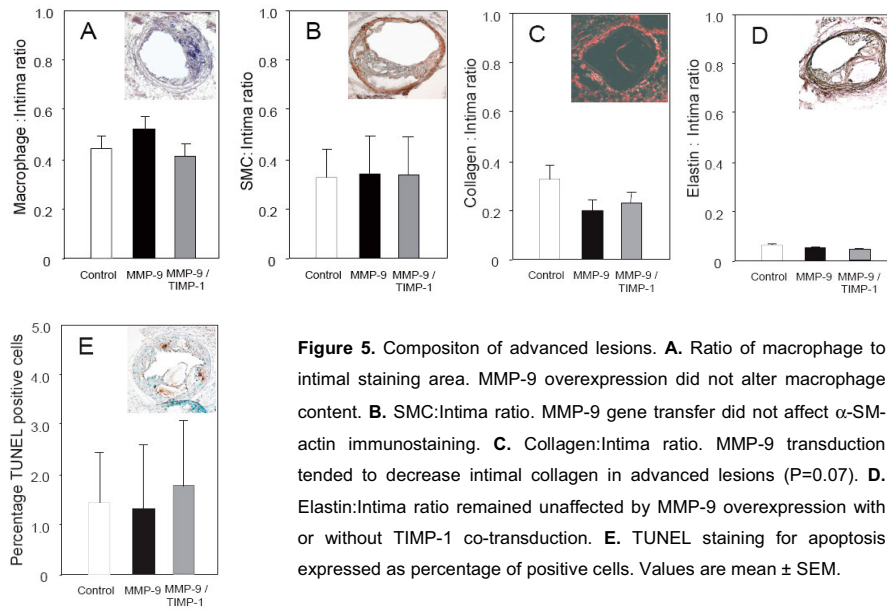 A
Macrophage :Intima ratio
1.0
0.8
0.6
0.4
0.2
0
Control MMP-9 MMP-9 /
TIMP-1
B
SMC:Intima ratio
1.0
0.8
0.6
0.4
0.2
0
Control MMP-9 MMP-9 /
TIMP-1
C
Collagen :Intima ratio
1.0
0.8
0.6
0.4
0.2
0
Control MMP-9 MMP-9 /
TIMP-1
D
Elastin : Intima ratio
1.0
0.8
0.6
0.4
0.2
0
Control MMP-9 MMP-9 /
TIMP-1
E
Percentage TUNEL positive cells
5.0
4.0
3.0
2.0
1.0
0
Control MMP-9 MMP-9 /
TIMP-1
Figure 5. Compositon of advanced lesions. A. Ratio of macrophage to
intimal staining area. MMP-9 overexpression did not alter macrophage
content. B. SMC:Intima ratio. MMP-9 gene transfer did not affect α-SM-
actin immunostaining. C. Collagen:Intima ratio. MMP-9 transduction
tended to decrease intimal collagen in advanced lesions (P=0.07). D.
Elastin:Intima ratio remained unaffected by MMP-9 overexpression with
or without TIMP-1 co-transduction. E. TUNEL staining for apoptosis
expressed as percentage of positive cells. Values are mean ± SEM.